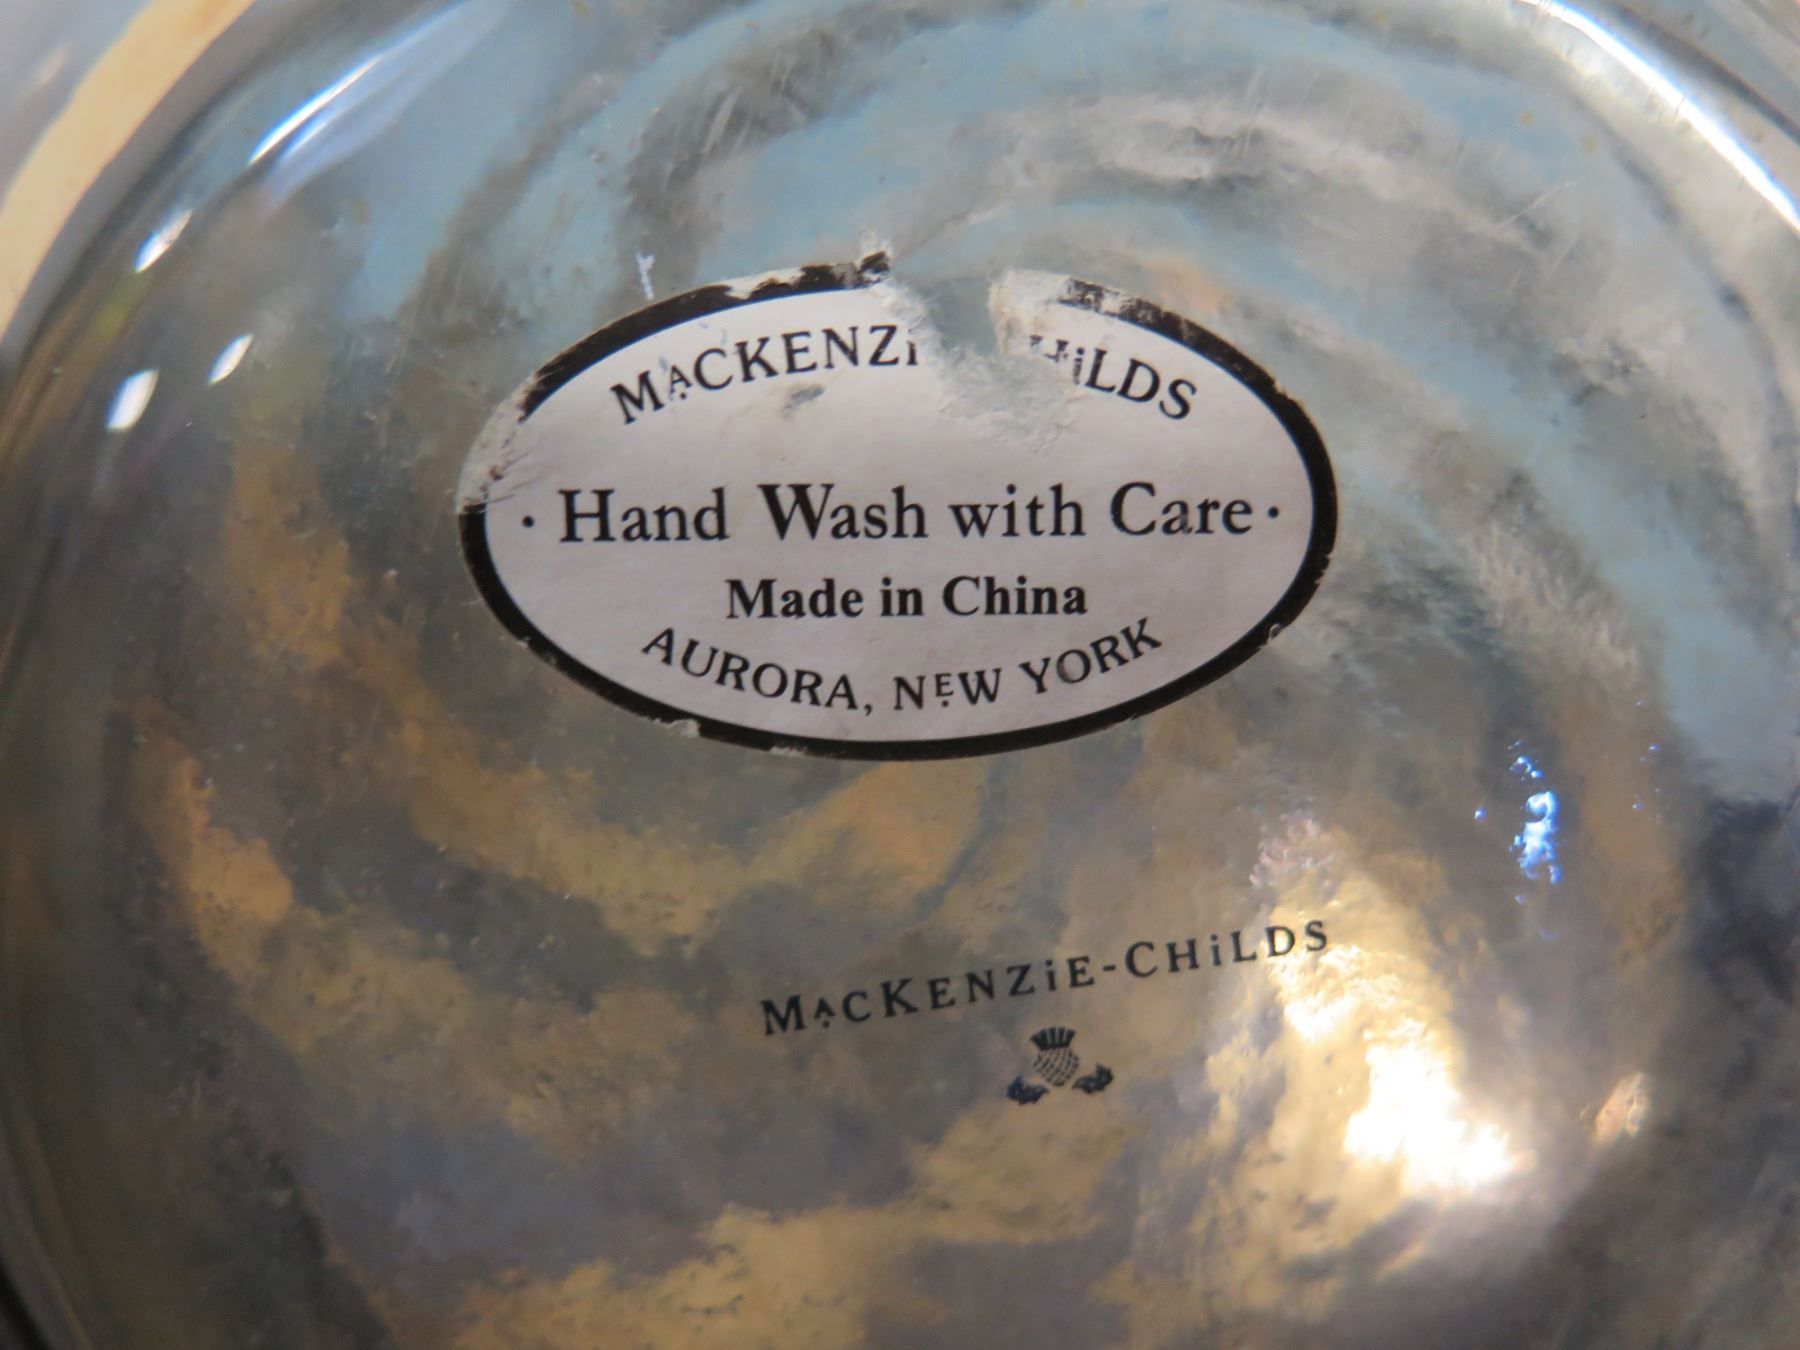 MACKENZi HiLDS
· Hand Wash with Care ·
Made in China
AURORA, NEW YORK
MACKENZiE-CHiLDS